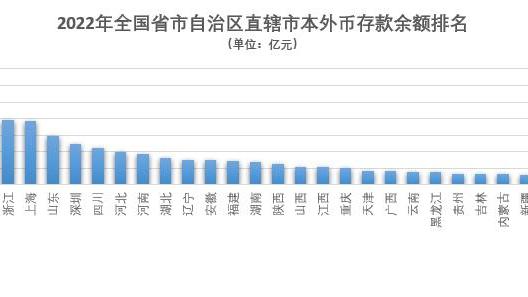 2022年全国省市自治区直辖市本外币存款余额排名
（单位：亿元）
浙江
上海
山东
深圳
四川
河北
河南
湖北
辽宁
安徽
福建
湖南
陕西
山西
江西
重庆
天津
广西
云南
黑龙江
贵州
吉林
内蒙古
新疆